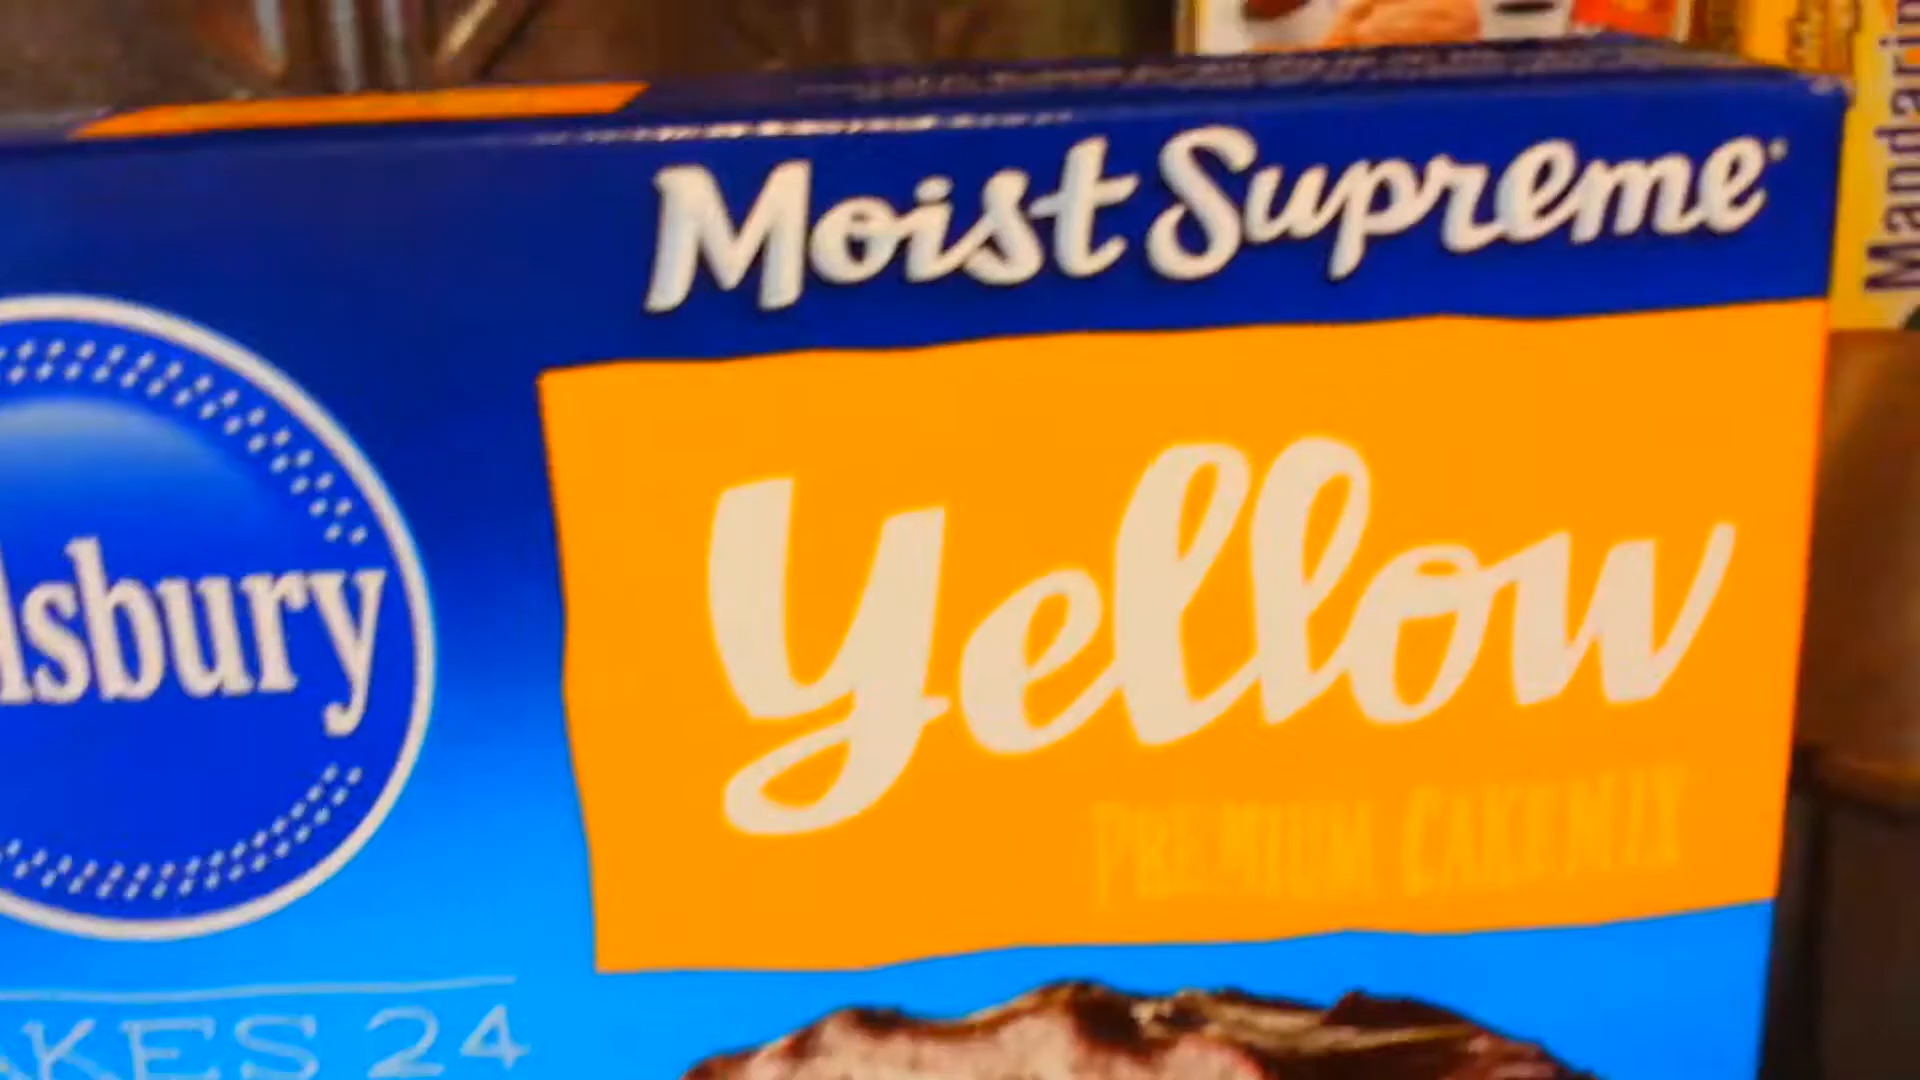 Moist Supreme
Yellow
PREMIUM CAKE MIX
lsbury
AKES 24
Mandarin